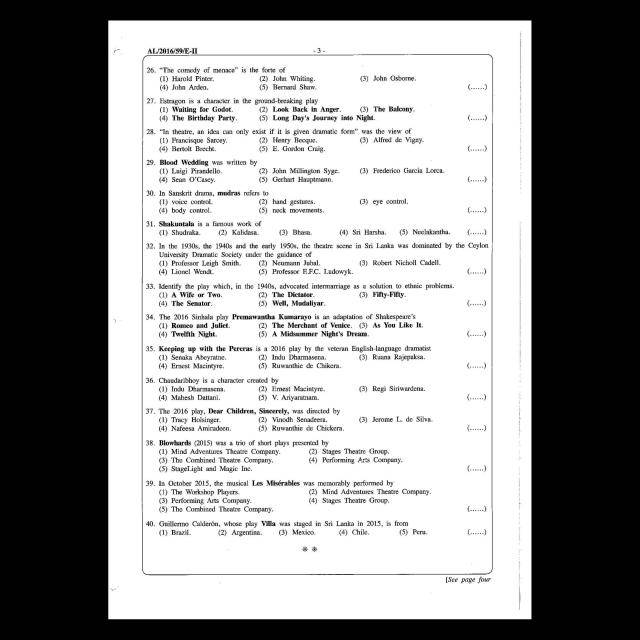 AL/2016/59/E-II
- 3 -
26. "The comedy of menace" is the forte of
(1) Harold Pinter. (2) John Whiting. (3) John Osborne.
(4) John Arden. (5) Bernard Shaw. (......)
27. Estragon is a character in the ground-breaking play
(1) Waiting for Godot. (2) Look Back in Anger. (3) The Balcony.
(4) The Birthday Party. (5) Long Day's Journey into Night. (......)
28. "In theatre, an idea can only exist if it is given dramatic form" was the view of
(1) Francisque Sarcey. (2) Henry Becque. (3) Alfred de Vigny.
(4) Bertolt Brecht. (5) E. Gordon Craig. (......)
29. Blood Wedding was written by
(1) Luigi Pirandello. (2) John Millington Syge. (3) Frederico Garcia Lorca.
(4) Sean O'Casey. (5) Gerhart Hauptmann. (......)
30. In Sanskrit drama, mudras refers to
(1) voice control. (2) hand gestures. (3) eye control.
(4) body control. (5) neck movements. (......)
31. Shakuntala is a famous work of
(1) Shudraka. (2) Kalidasa. (3) Bhasa. (4) Sri Harsha. (5) Neelakantha. (......)
32. In the 1930s, the 1940s and the early 1950s, the theatre scene in Sri Lanka was dominated by the Ceylon
University Dramatic Society under the guidance of
(1) Professor Leigh Smith. (2) Neumann Jubal. (3) Robert Nicholl Cadell.
(4) Lionel Wendt. (5) Professor E.F.C. Ludowyk. (......)
33. Identify the play which, in the 1940s, advocated intermarriage as a solution to ethnic problems.
(1) A Wife or Two. (2) The Dictator. (3) Fifty-Fifty.
(4) The Senator. (5) Well, Mudaliyar. (......)
34. The 2016 Sinhala play Premawantha Kumarayo is an adaptation of Shakespeare's
(1) Romeo and Juliet. (2) The Merchant of Venice. (3) As You Like It.
(4) Twelfth Night. (5) A Midsummer Night's Dream. (......)
35. Keeping up with the Pereras is a 2016 play by the veteran English-language dramatist
(1) Senaka Abeyratne. (2) Indu Dharmasena. (3) Ruana Rajepaksa.
(4) Ernest Macintyre. (5) Ruwanthie de Chikera. (......)
36. Chaudaribhoy is a character created by
(1) Indu Dharmasena. (2) Ernest Macintyre. (3) Regi Siriwardena.
(4) Mahesh Dattani. (5) V. Ariyaratnam. (......)
37. The 2016 play, Dear Children, Sincerely, was directed by
(1) Tracy Holsinger. (2) Vinodh Senadeera. (3) Jerome L. de Silva.
(4) Nafeesa Amirudeen. (5) Ruwanthie de Chickera. (......)
38. Blowhards (2015) was a trio of short plays presented by
(1) Mind Adventures Theatre Company. (2) Stages Theatre Group.
(3) The Combined Theatre Company. (4) Performing Arts Company.
(5) StageLight and Magic Inc. (......)
39. In October 2015, the musical Les Misérables was memorably performed by
(1) The Workshop Players. (2) Mind Adventures Theatre Company.
(3) Performing Arts Company. (4) Stages Theatre Group.
(5) The Combined Theatre Company. (......)
40. Guillermo Calderón, whose play Villa was staged in Sri Lanka in 2015, is from
(1) Brazil. (2) Argentina. (3) Mexico. (4) Chile. (5) Peru. (......)
[See page four